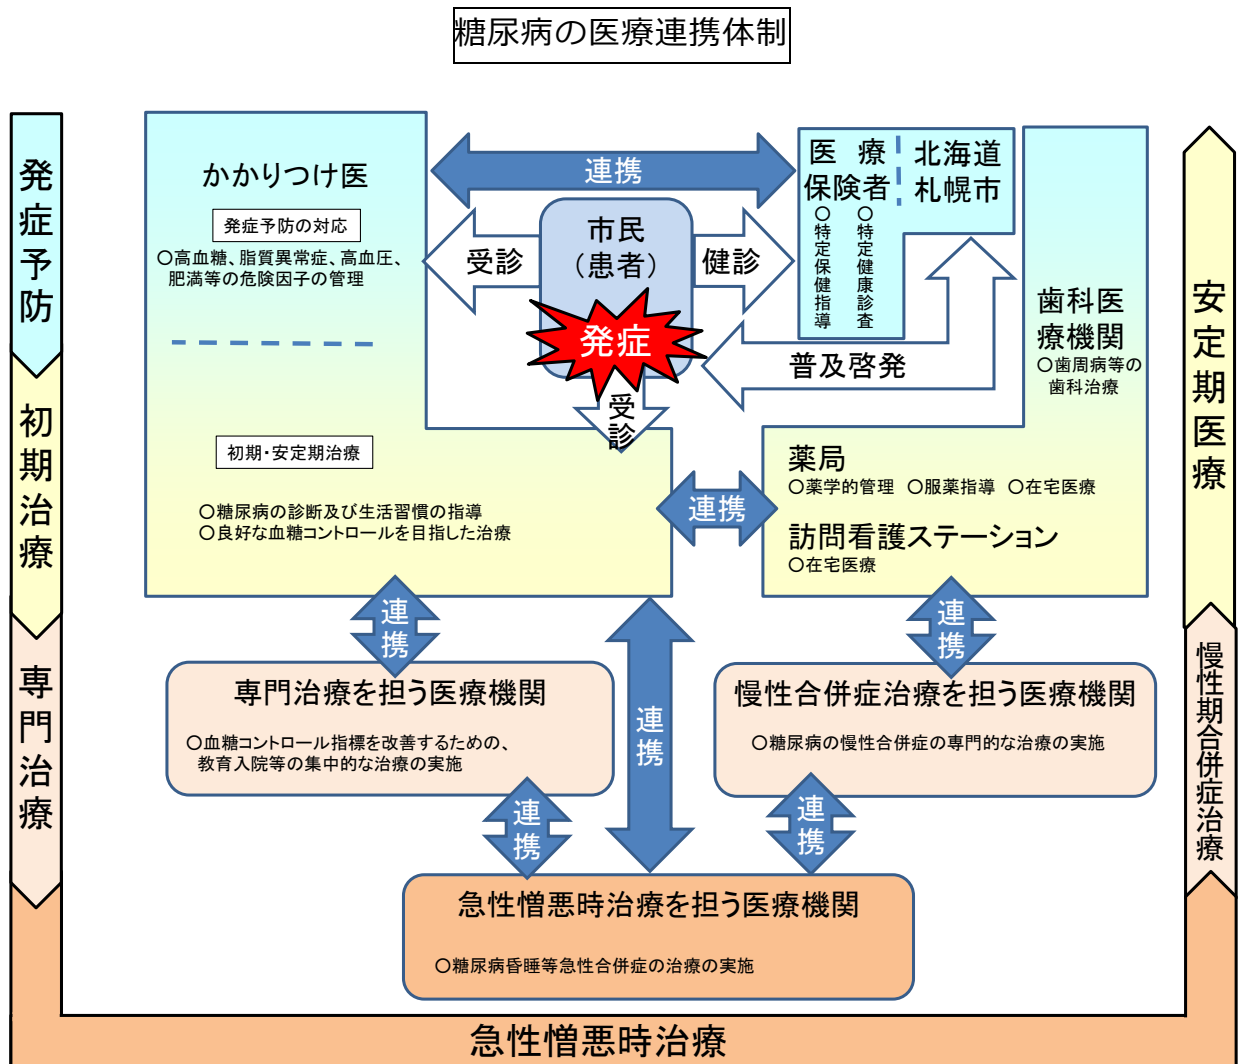 糖尿病の医療連携体制
発症予防
初期治療
専門治療
かかりつけ医
発症予防の対応
○高血糖、脂質異常症、高血圧、
肥満等の危険因子の管理
初期・安定期治療
○糖尿病の診断及び生活習慣の指導
○良好な血糖コントロールを目指した治療
連携
市民
（患者）
受診
健診
発症
受診
医療
保険者
○特定保健指導
○特定健康診査
北海道
札幌市
普及啓発
歯科医
療機関
○歯周病等の
歯科治療
連携
薬局
○薬学的管理 ○服薬指導 ○在宅医療
訪問看護ステーション
○在宅医療
連携
連携
連携
専門治療を担う医療機関
○血糖コントロール指標を改善するための、
教育入院等の集中的な治療の実施
慢性合併症治療を担う医療機関
○糖尿病の慢性合併症の専門的な治療の実施
連携
連携
急性憎悪時治療を担う医療機関
○糖尿病昏睡等急性合併症の治療の実施
安定期医療
慢性期合併症治療
急性憎悪時治療